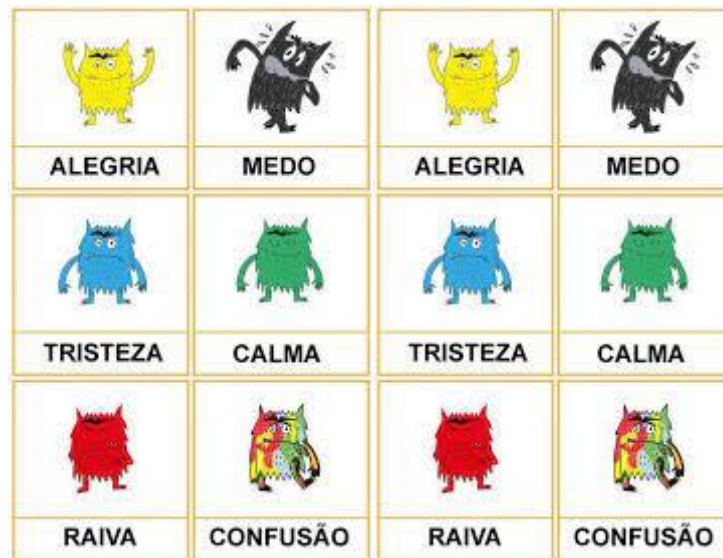 ALEGRIA MEDO ALEGRIA MEDO
TRISTEZA CALMA TRISTEZA CALMA
RAIVA CONFUSÃO RAIVA CONFUSÃO